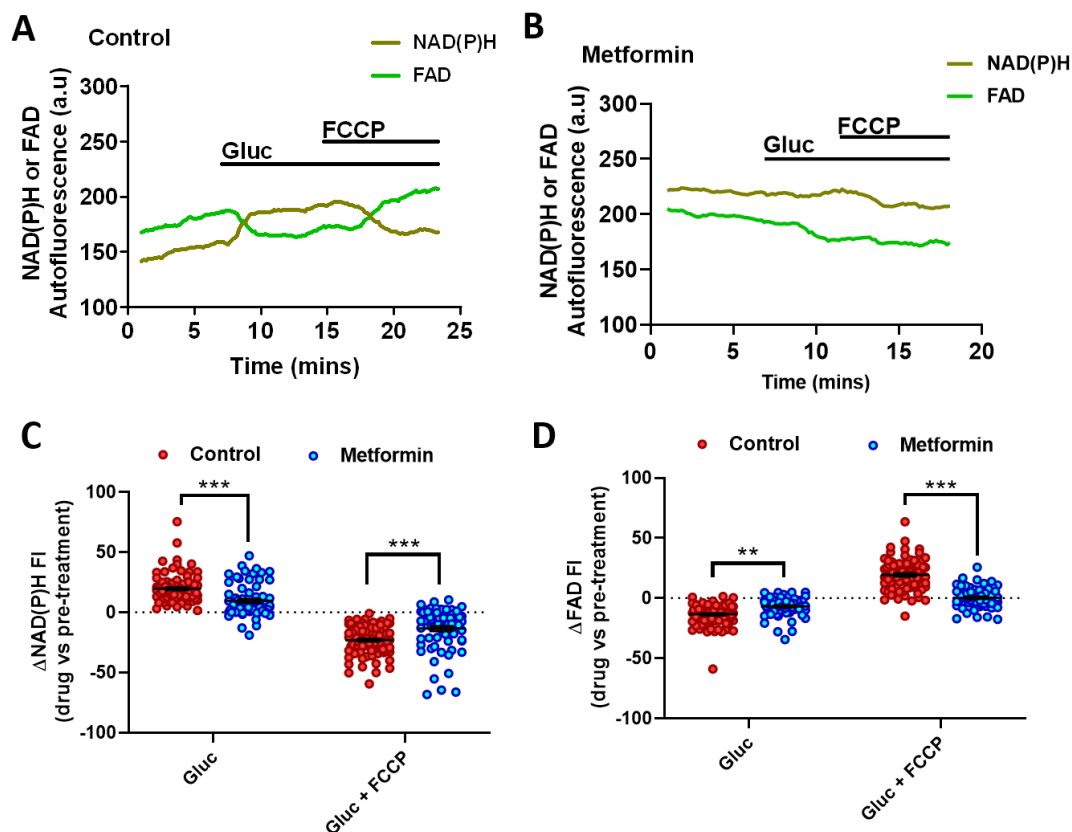 A
Control
NAD(P)H
FAD
NAD(P)H or FAD
Autofluorescence (a.u)
300
250
200
150
100
FCCP
Gluc
0 5 10 15 20 25
Time (mins)
B
Metformin
NAD(P)H
FAD
NAD(P)H or FAD
Autofluorescence (a.u)
300
250
200
150
100
FCCP
Gluc
0 5 10 15 20
Time (mins)
C
Control Metformin
ΔNAD(P)H FI
(drug vs pre-treatment)
100
50
0
-50
-100
***
***
Gluc
Gluc + FCCP
D
Control Metformin
ΔFAD FI
(drug vs pre-treatment)
100
50
0
-50
-100
**
***
Gluc
Gluc + FCCP